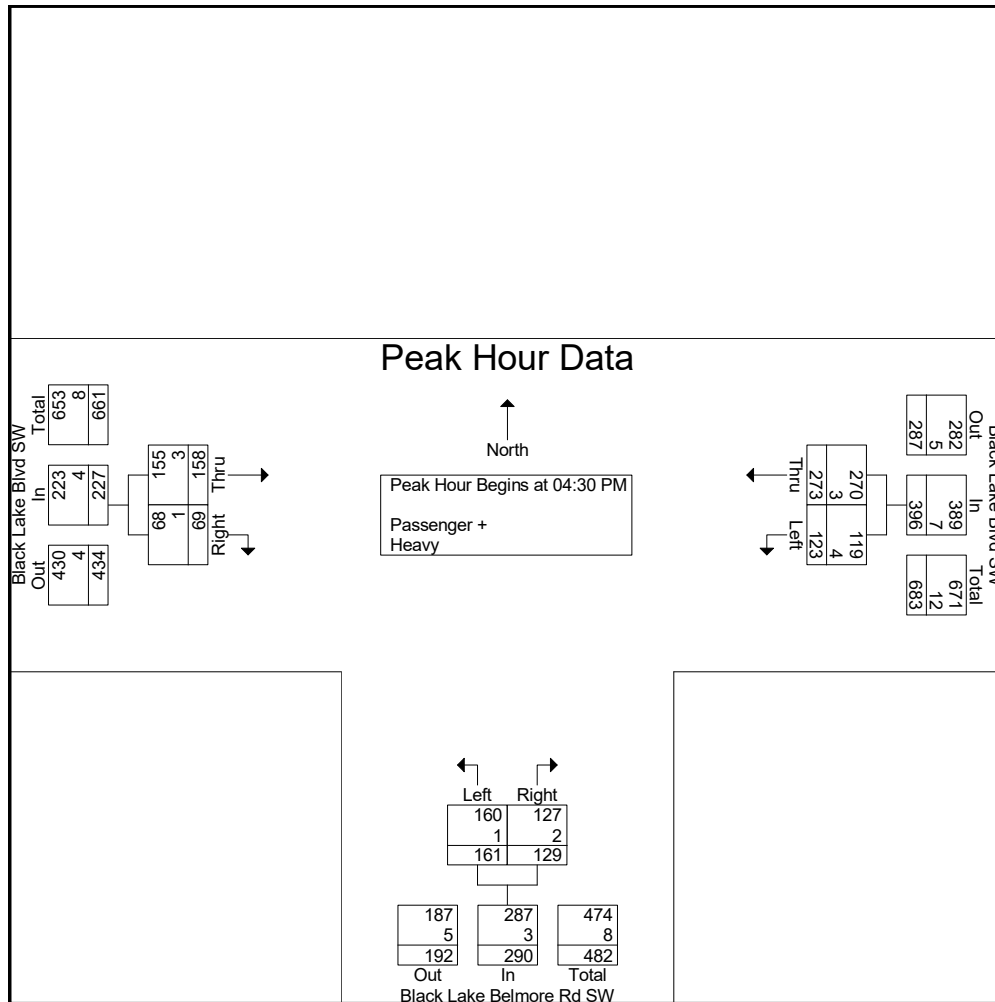 Peak Hour Data
North
Peak Hour Begins at 04:30 PM
Passenger +
Heavy
Black Lake Blvd SW
Out In Total
430 223 653
4 4 8
434 227 661
Thru
155
3
158
Right
68
1
69
Black Lake Blvd SW
Out In Total
282 389 671
5 7 12
287 396 683
Thru
270
3
273
Left
119
4
123
Left Right
160 127
1 2
161 129
187 287 474
5 3 8
192 290 482
Out In Total
Black Lake Belmore Rd SW